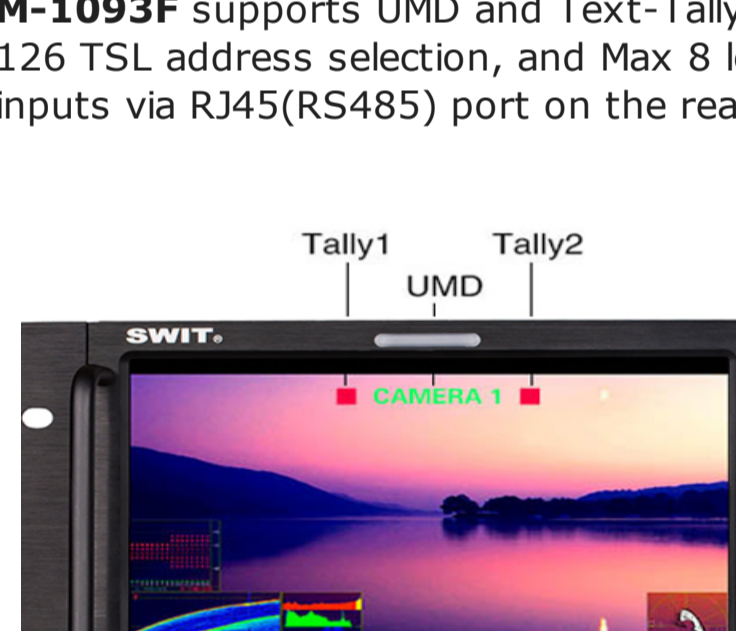 M-1093F supports UMD and Text-Tally
126 TSL address selection, and Max 8
inputs via RJ45(RS485) port on the
Tally1 Tally2
UMD
SWIT®
CAMERA 1